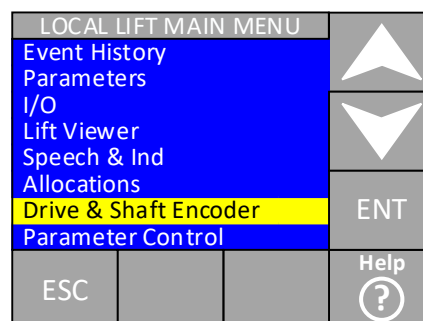 LOCAL LIFT MAIN MENU
Event History
Parameters
I/O
Lift Viewer
Speech & Ind
Allocations
Drive & Shaft Encoder
Parameter Control
ENT
ESC
Help
?